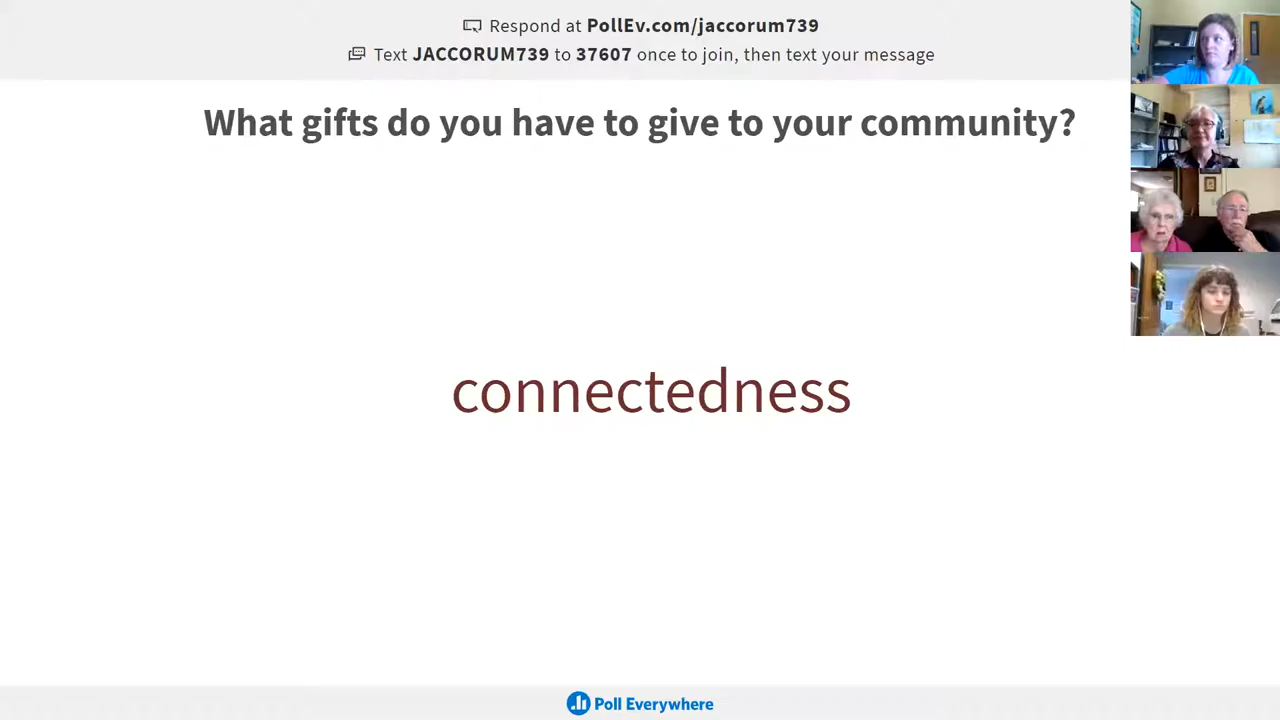 Respond at PollEv.com/jaccorum739
Text JACCORUM739 to 37607 once to join, then text your message
What gifts do you have to give to your community?
connectedness
Poll Everywhere